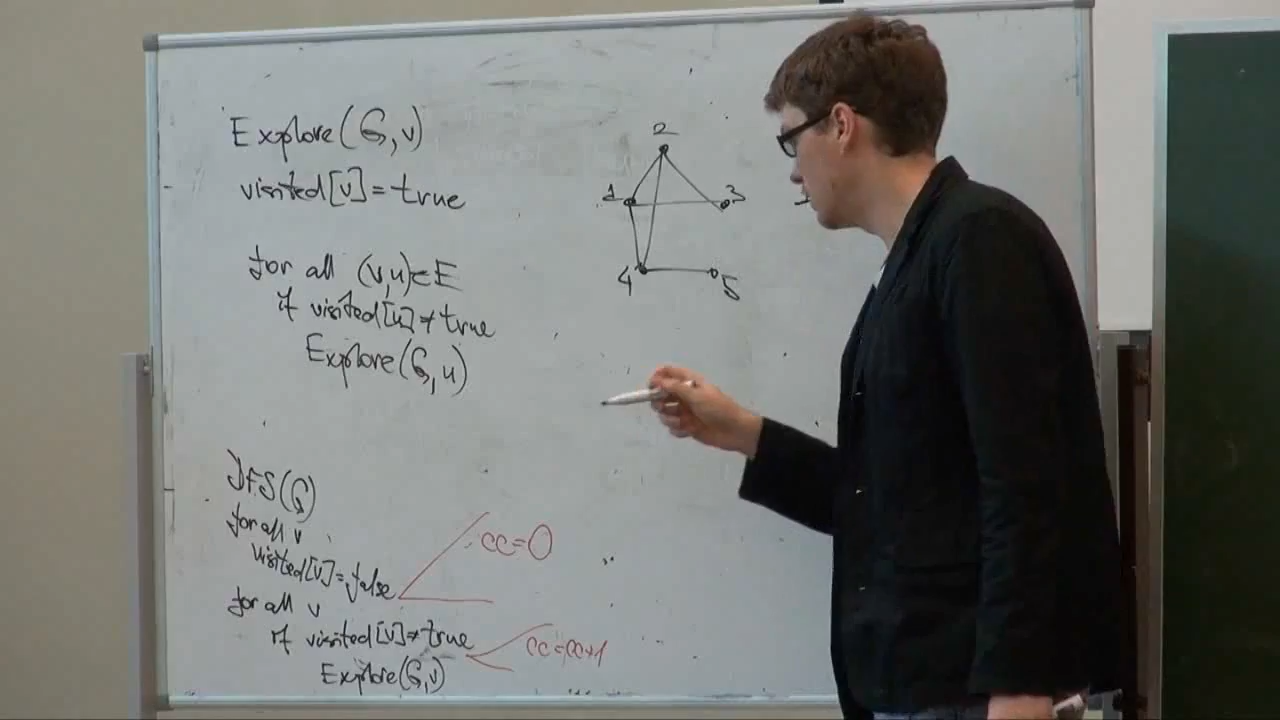 Explore(G,v)
visited[v]=true
for all (v,u)∈E
if visited[u]≠true
Explore(G,u)
DFS(G)
for all v
visited[v]=false
cc=0
for all v
if visited[v]≠true
cc=cc+1
Explore(G,v)
2
1
3
4
5